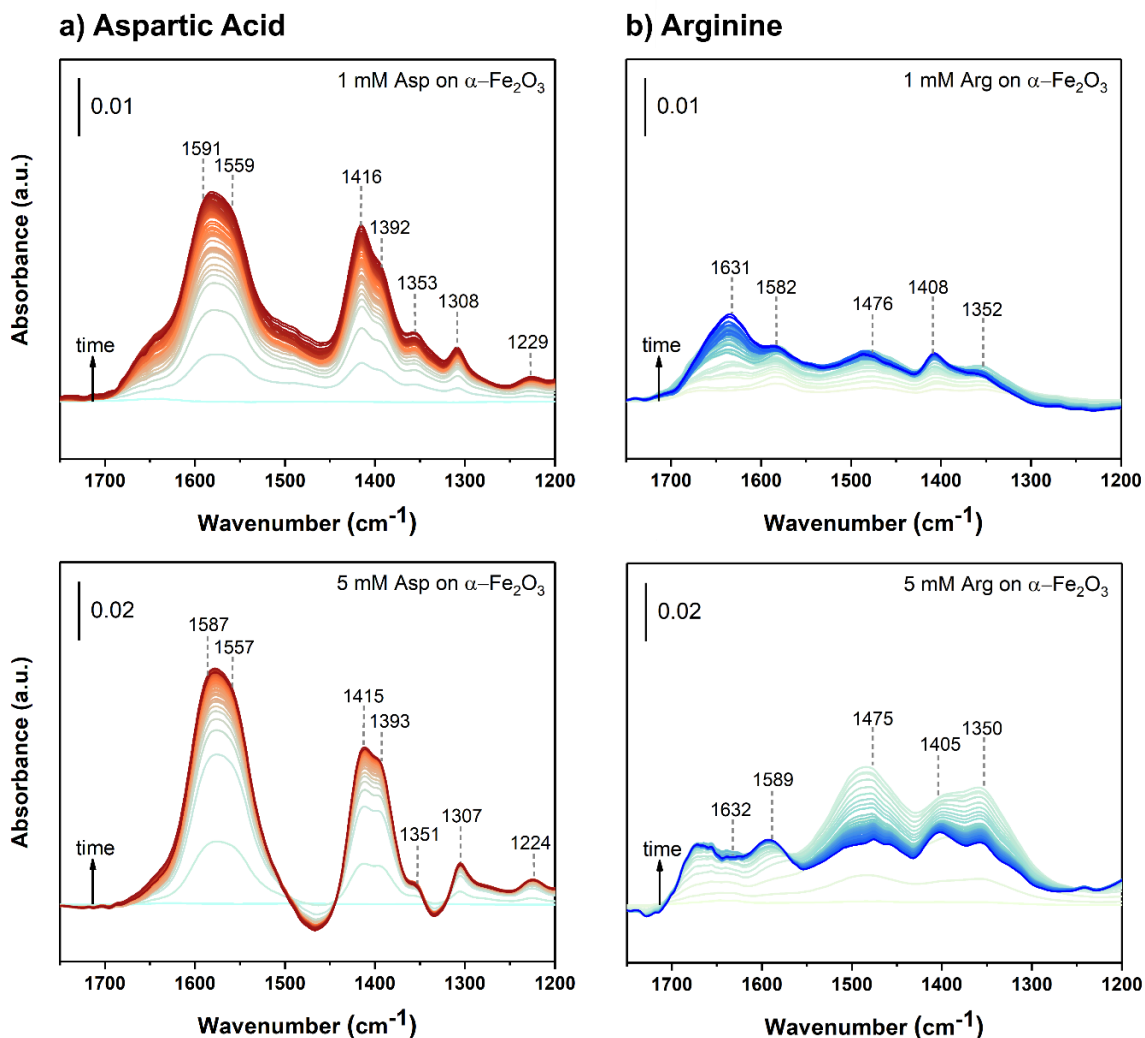 a) Aspartic Acid
1 mM Asp on α–Fe₂O₃
0.01
1591
1559
1416
1392
1353
1308
1229
time
Absorbance (a.u.)
1700 1600 1500 1400 1300 1200
Wavenumber (cm⁻¹)
b) Arginine
1 mM Arg on α–Fe₂O₃
0.01
1631
1582
1476
1408
1352
time
1700 1600 1500 1400 1300 1200
Wavenumber (cm⁻¹)
5 mM Asp on α–Fe₂O₃
0.02
1587
1557
1415
1393
1351
1307
1224
time
Absorbance (a.u.)
1700 1600 1500 1400 1300 1200
Wavenumber (cm⁻¹)
5 mM Arg on α–Fe₂O₃
0.02
1632
1589
1475
1405
1350
time
1700 1600 1500 1400 1300 1200
Wavenumber (cm⁻¹)